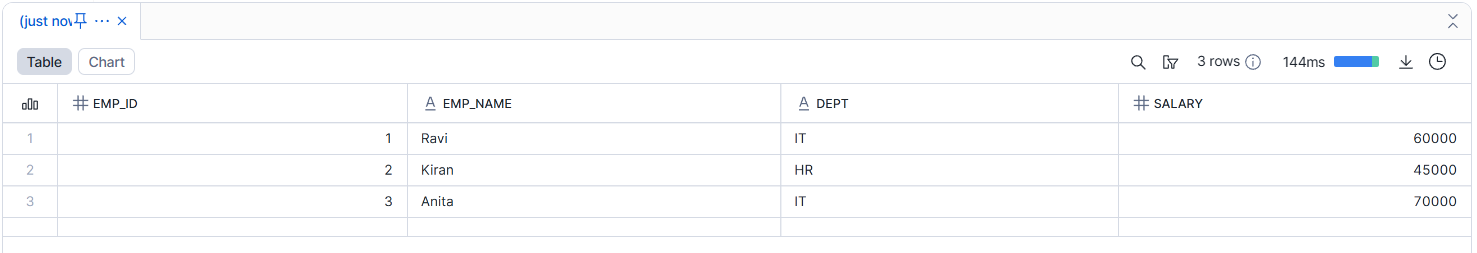 (just now
Table Chart 3 rows 144ms
EMP_ID EMP_NAME DEPT SALARY
1 1 Ravi IT 60000
2 2 Kiran HR 45000
3 3 Anita IT 70000